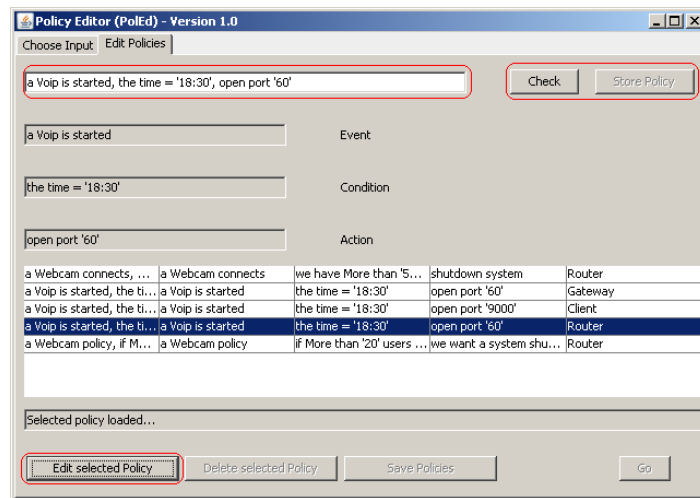 Policy Editor (PolEd) - Version 1.0
Choose Input Edit Policies
a Voip is started, the time = '18:30', open port '60' Check Store Policy
a Voip is started Event
the time = '18:30' Condition
open port '60' Action
a Webcam connects, ... a Webcam connects we have More than '5... shutdown system Router
a Voip is started, the ti... a Voip is started the time = '18:30' open port '60' Gateway
a Voip is started, the ti... a Voip is started the time = '18:30' open port '9000' Client
a Voip is started, the ti... a Voip is started the time = '18:30' open port '60' Router
a Webcam policy, if M... a Webcam policy if More than '20' users ... we want a system shu... Router
Selected policy loaded...
Edit selected Policy Delete selected Policy Save Policies Go